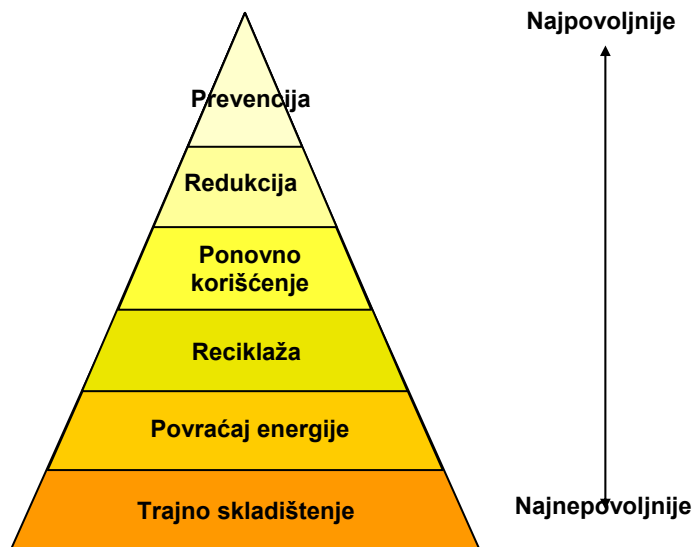 Najpovoljnije
Prevencija
Redukcija
Ponovno
korišćenje
Reciklaža
Povraćaj energije
Trajno skladištenje
Najnepovoljnije